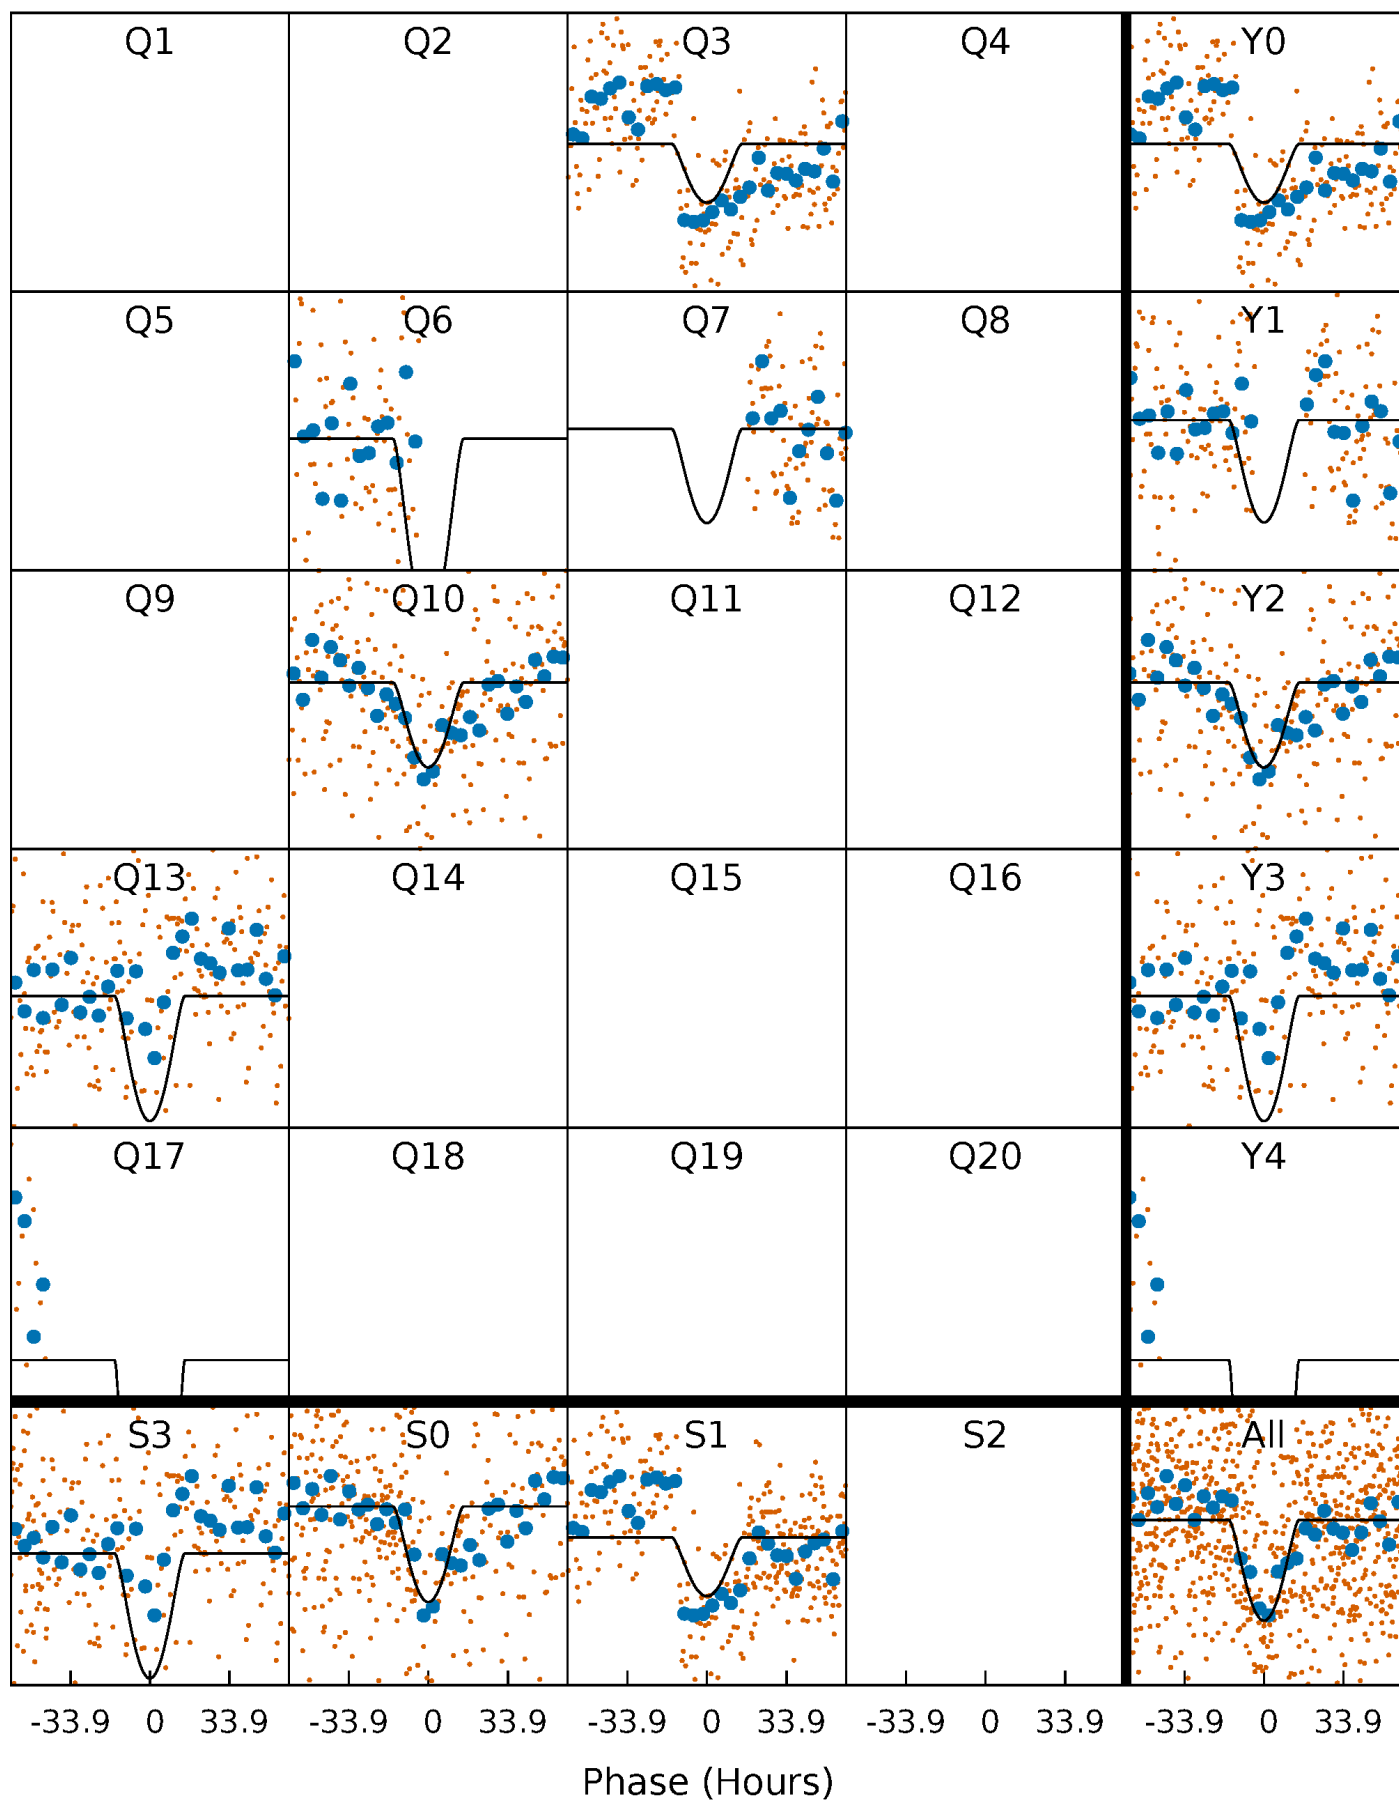 Q1 Q2 Q3 Q4 Y0
Q5 Q6 Q7 Q8 Y1
Q9 Q10 Q11 Q12 Y2
Q13 Q14 Q15 Q16 Y3
Q17 Q18 Q19 Q20 Y4
S3 S0 S1 S2 All
-33.9 0 33.9 -33.9 0 33.9 -33.9 0 33.9 -33.9 0 33.9 -33.9 0 33.9
Phase (Hours)